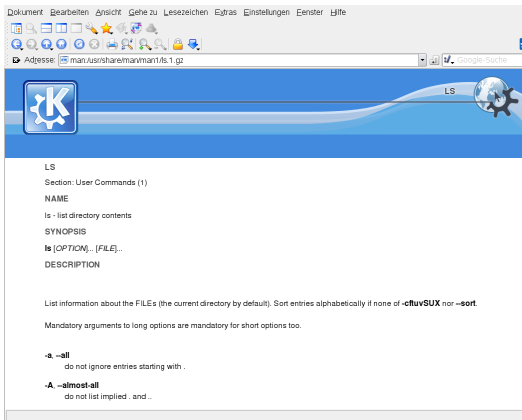 Dokument Bearbeiten Ansicht Gehe zu Lesezeichen Extras Einstellungen Fenster Hilfe
Adresse: man:/usr/share/man/man1/ls.1.gz Google-Suche
LS
K
LS
Section: User Commands (1)
NAME
ls - list directory contents
SYNOPSIS
ls [OPTION]... [FILE]...
DESCRIPTION
List information about the FILEs (the current directory by default). Sort entries alphabetically if none of -cftuvSUX nor --sort.
Mandatory arguments to long options are mandatory for short options too.
-a, --all
do not ignore entries starting with .
-A, --almost-all
do not list implied . and ..